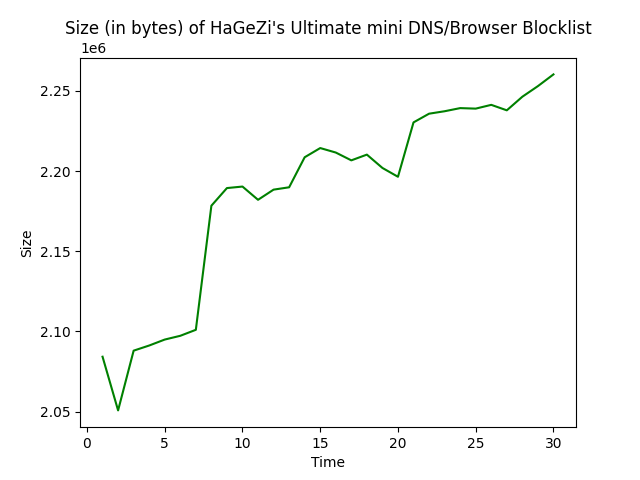 Size (in bytes) of HaGeZi's Ultimate mini DNS/Browser Blocklist
1e6
2.25
2.20
2.15
2.10
2.05
Size
0 5 10 15 20 25 30
Time